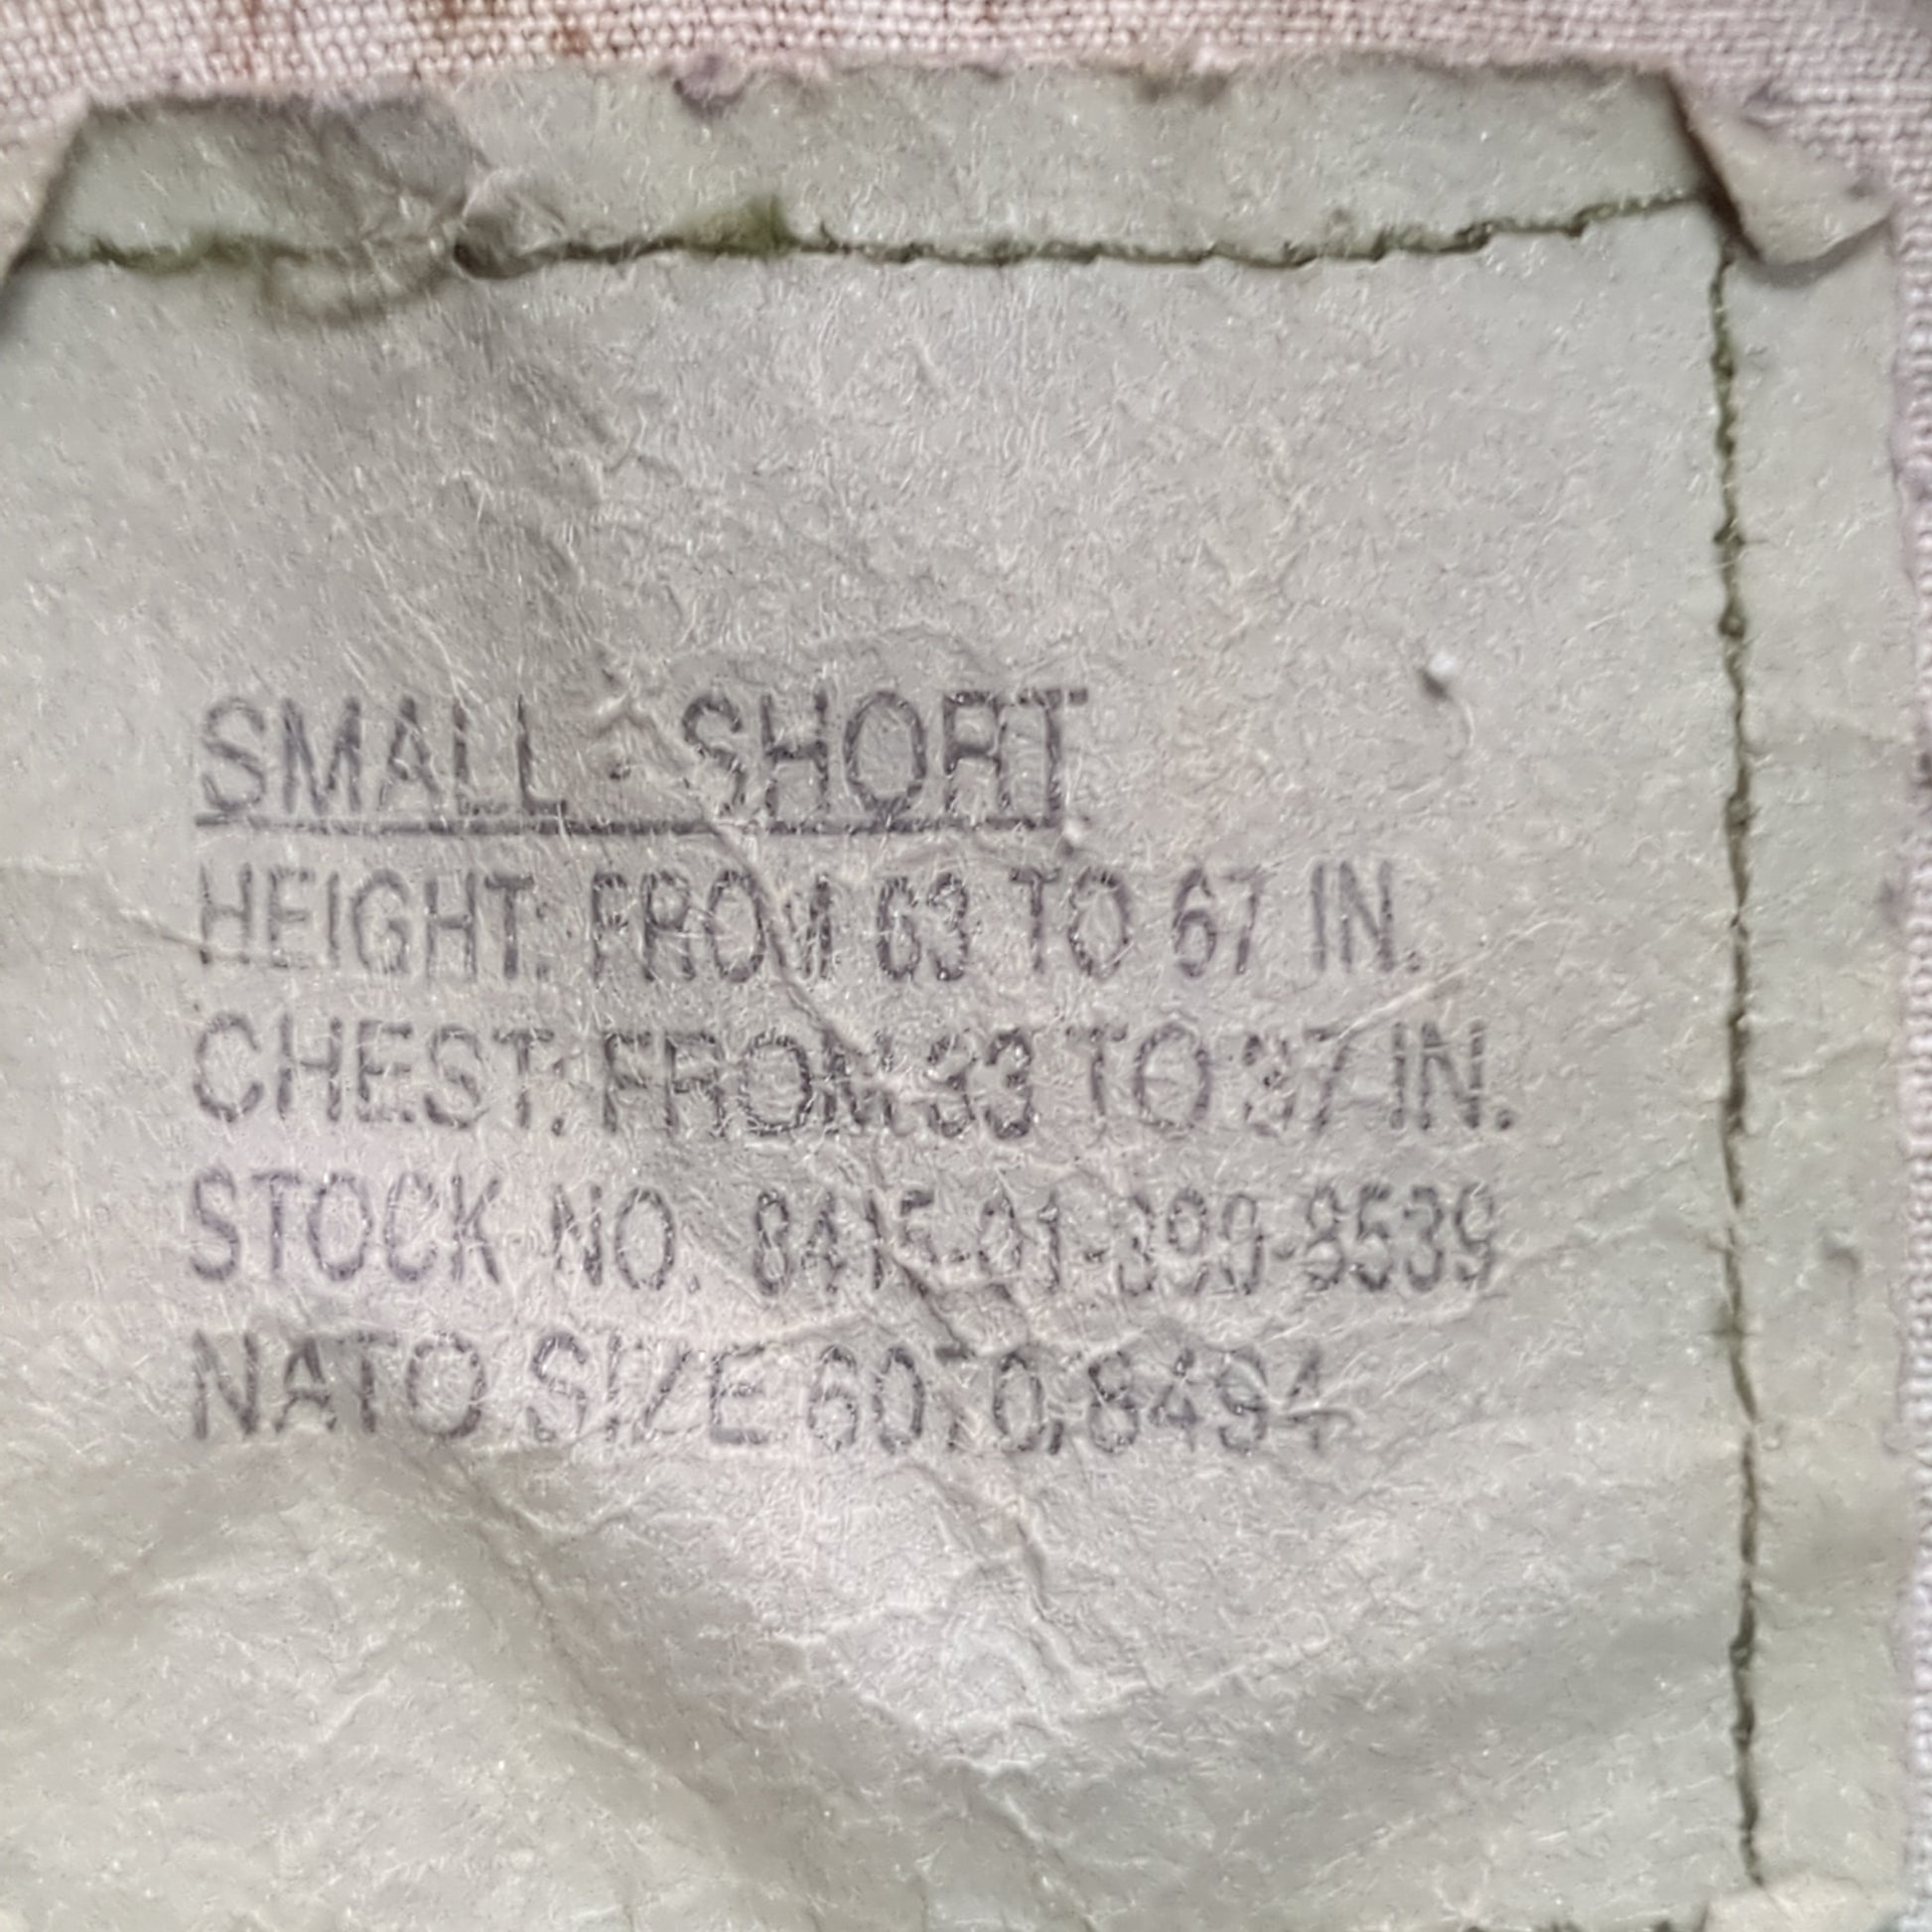 SMALL - SHORT
HEIGHT: FROM 63 TO 67 IN.
CHEST: FROM 33 TO 37 IN.
STOCK NO. 8415-01-390-8539
NATO SIZE 6070/8494